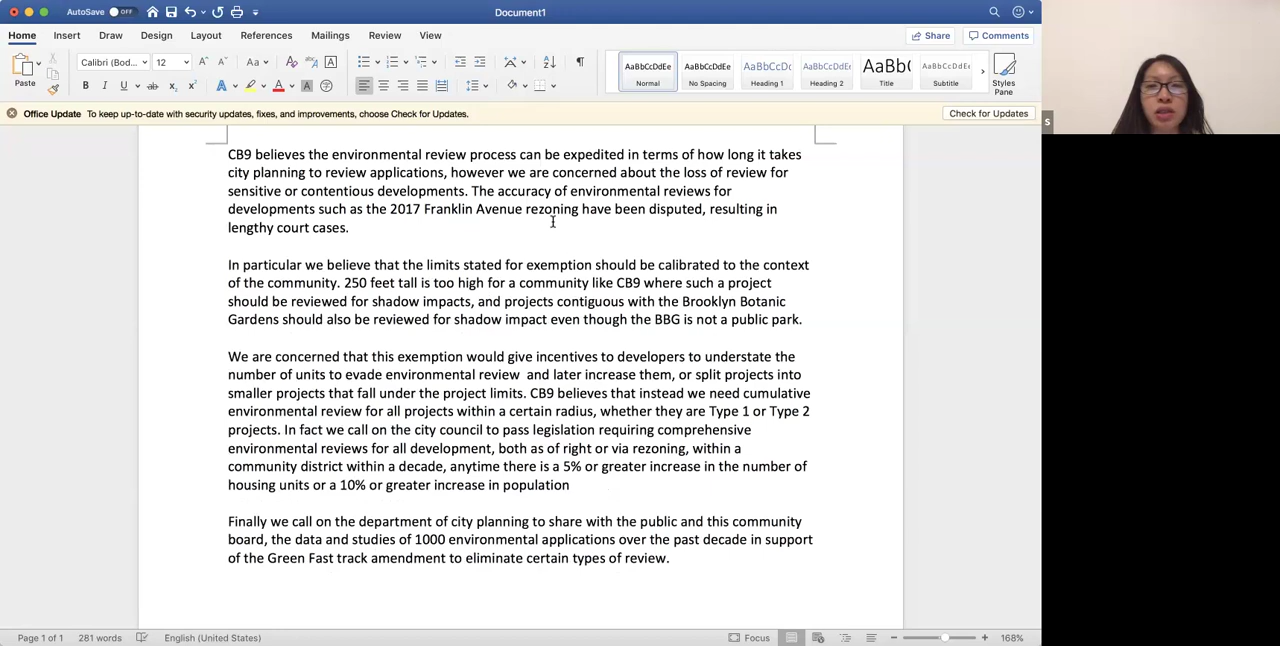 AutoSave OFF Document1
Home Insert Draw Design Layout References Mailings Review View Share Comments
Calibri (Bod... 12 Aa AaBbCcDdEe AaBbCcDdEe AaBbCcDc AaBbCcDdEe AaBb( AaBbCcDdEe
Paste B I U ab x₂ x² A A A Normal No Spacing Heading 1 Heading 2 Title Subtitle Styles Pane
Office Update To keep up-to-date with security updates, fixes, and improvements, choose Check for Updates. Check for Updates
S
CB9 believes the environmental review process can be expedited in terms of how long it takes
city planning to review applications, however we are concerned about the loss of review for
sensitive or contentious developments. The accuracy of environmental reviews for
developments such as the 2017 Franklin Avenue rezoning have been disputed, resulting in
lengthy court cases.
In particular we believe that the limits stated for exemption should be calibrated to the context
of the community. 250 feet tall is too high for a community like CB9 where such a project
should be reviewed for shadow impacts, and projects contiguous with the Brooklyn Botanic
Gardens should also be reviewed for shadow impact even though the BBG is not a public park.
We are concerned that this exemption would give incentives to developers to understate the
number of units to evade environmental review  and later increase them, or split projects into
smaller projects that fall under the project limits. CB9 believes that instead we need cumulative
environmental review for all projects within a certain radius, whether they are Type 1 or Type 2
projects. In fact we call on the city council to pass legislation requiring comprehensive
environmental reviews for all development, both as of right or via rezoning, within a
community district within a decade, anytime there is a 5% or greater increase in the number of
housing units or a 10% or greater increase in population
Finally we call on the department of city planning to share with the public and this community
board, the data and studies of 1000 environmental applications over the past decade in support
of the Green Fast track amendment to eliminate certain types of review.
Page 1 of 1 281 words English (United States) Focus 168%